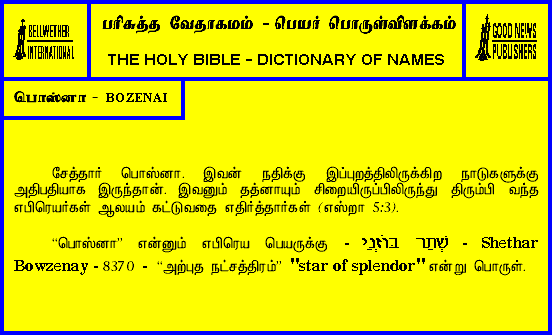 BELLWETHER
INTERNATIONAL
பரிசுத்த வேதாகமம் - பெயர் பொருள்விளக்கம்
THE HOLY BIBLE - DICTIONARY OF NAMES
GOOD NEWS
PUBLISHERS
பொஸ்னா - BOZENAI
சேத்தார் பொஸ்னா. இவன் நதிக்கு இப்புறத்திலிருக்கிற நாடுகளுக்கு
அதிபதியாக இருந்தான். இவனும் தத்னாயும் சிறையிருப்பிலிருந்து திரும்பி வந்த
எபிரெயர்கள் ஆலயம் கட்டுவதை எதிர்த்தார்கள் (எஸ்றா 5:3).
"பொஸ்னா" என்னும் எபிரெய பெயருக்கு - שְׁתַר בּוֹזְנַי - Shethar
Bowzenay - 8370 - "அற்புத நட்சத்திரம்" "star of splendor" என்று பொருள்.